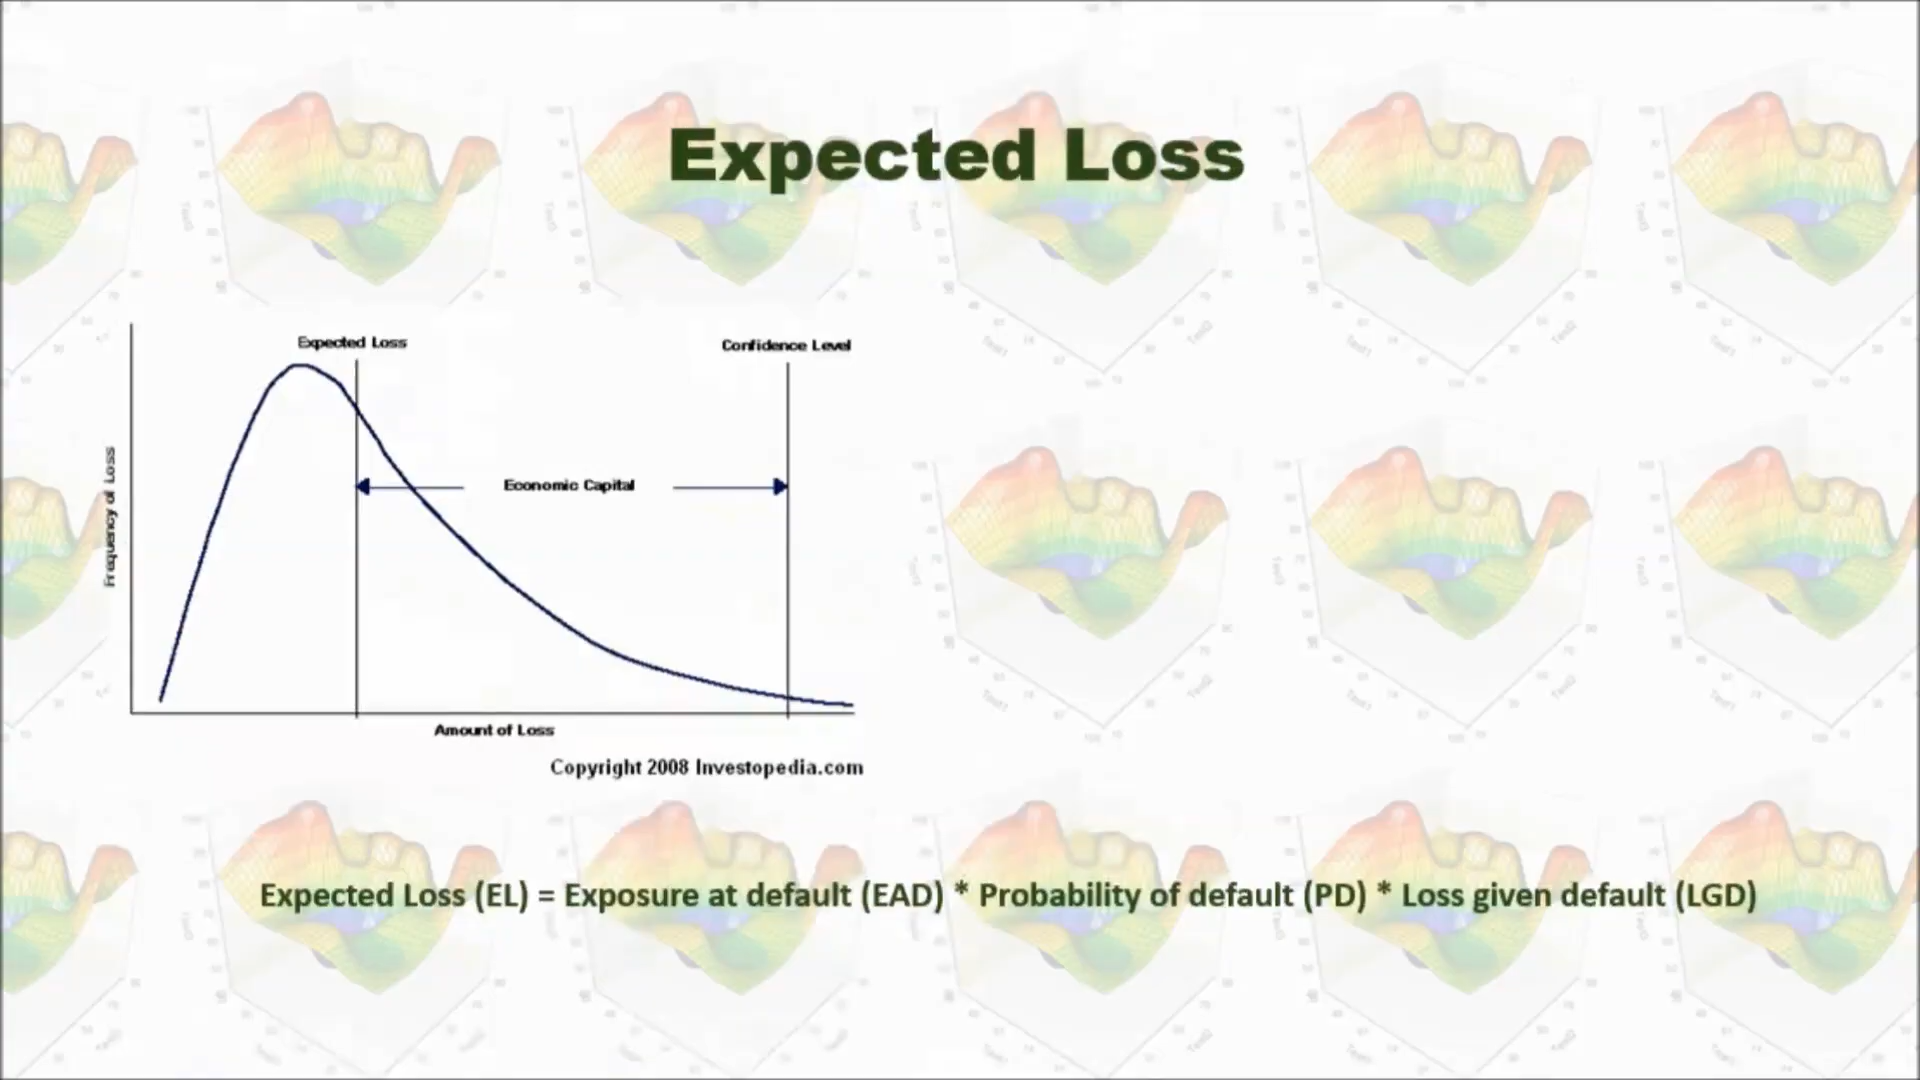 Expected Loss
Expected Loss
Confidence Level
Frequency of Loss
Economic Capital
Amount of Loss
Copyright 2008 Investopedia.com
Expected Loss (EL) = Exposure at default (EAD) * Probability of default (PD) * Loss given default (LGD)